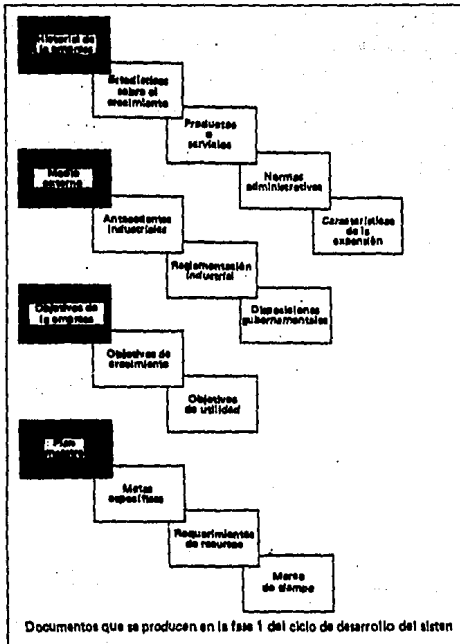 Historial de
la empresa
Estadísticas
sobre el
crecimiento
Productos
o
servicios
Normas
administrativas
Características
de la
expansión
Medio
externo
Antecedentes
industriales
Reglamentación
industrial
Disposiciones
gubernamentales
Objetivos de
la empresa
Objetivos de
crecimiento
Objetivos
de utilidad
Plan
Metas
específicas
Requerimientos
de recursos
Marco
de tiempo
Documentos que se producen en la fase 1 del ciclo de desarrollo del sisten